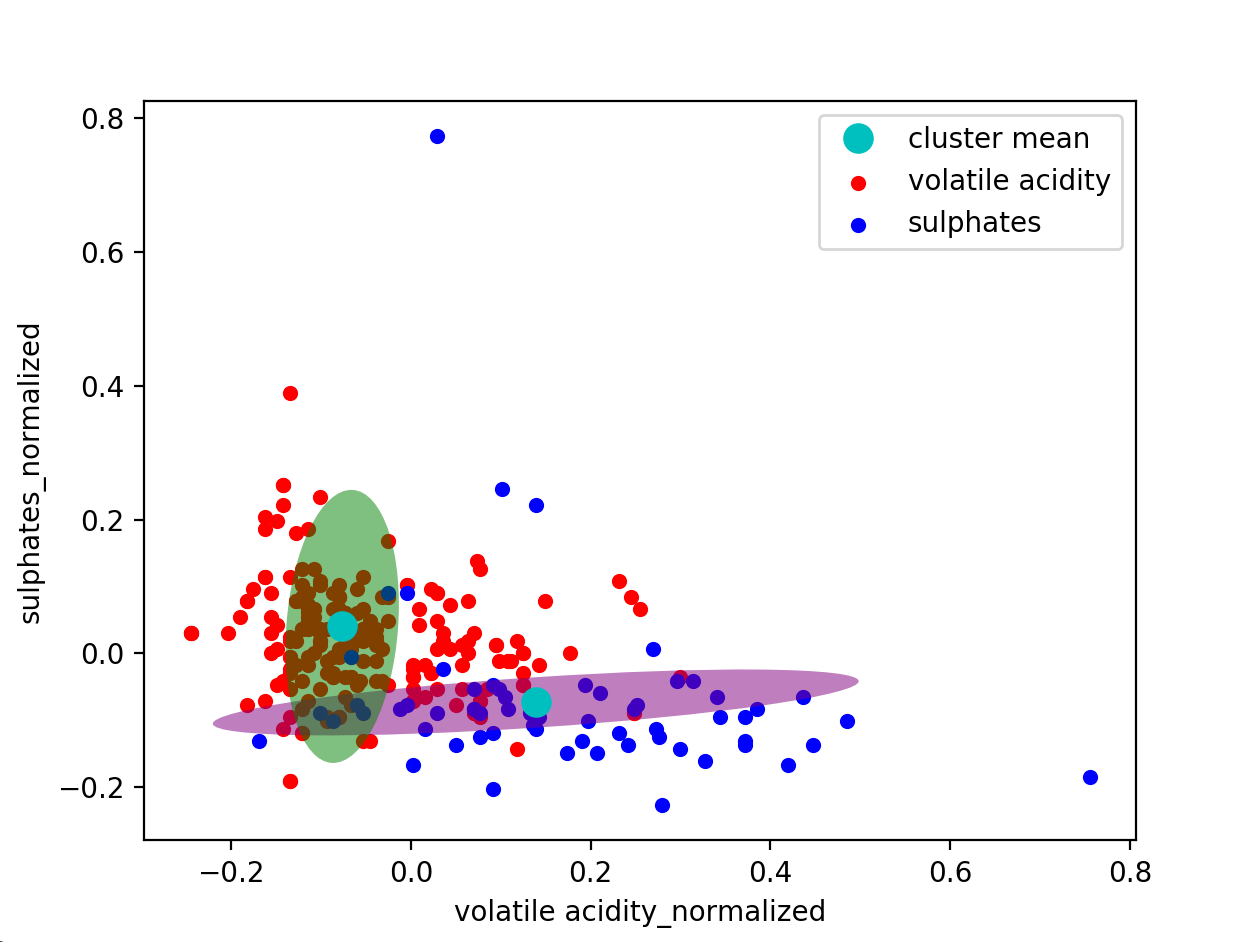 0.8
0.6
0.4
0.2
0.0
−0.2
sulphates_normalized
cluster mean
volatile acidity
sulphates
−0.2
0.0
0.2
0.4
0.6
0.8
volatile acidity_normalized